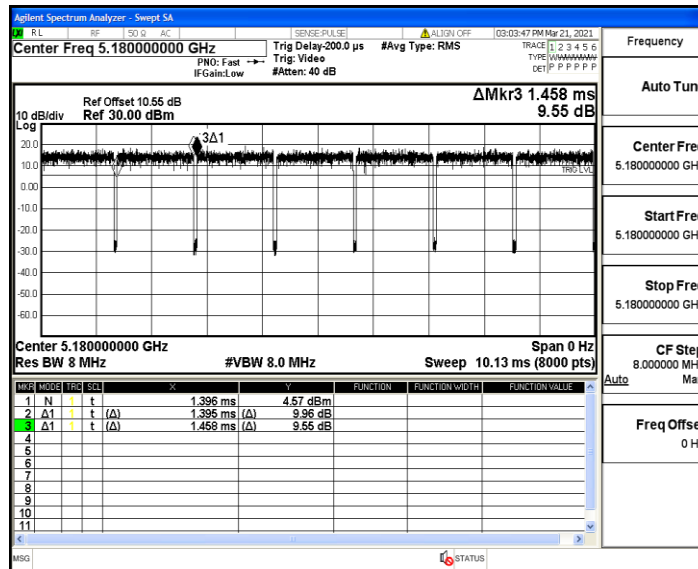 Agilent Spectrum Analyzer - Swept SA
RL RF 50 Ω AC SENSE:PULSE ALIGN OFF 03:03:47 PM Mar 21, 2021
Center Freq 5.180000000 GHz
PNO: Fast
IFGain:Low
Trig Delay-200.0 µs
Trig: Video
#Atten: 40 dB
#Avg Type: RMS
TRACE 1 2 3 4 5 6
TYPE
DET P P P P P P
Ref Offset 10.55 dB
10 dB/div Ref 30.00 dBm
ΔMkr3 1.458 ms
9.55 dB
Log
3Δ1
20.0
10.0
TRIG LVL
0.00
-10.0
-20.0
-30.0
-40.0
-50.0
-60.0
Center 5.180000000 GHz Span 0 Hz
Res BW 8 MHz #VBW 8.0 MHz Sweep 10.13 ms (8000 pts)
MKR MODE TRC SCL X Y FUNCTION FUNCTION WIDTH FUNCTION VALUE
1 N 1 t 1.396 ms 4.57 dBm
2 Δ1 1 t (Δ) 1.395 ms (Δ) 9.96 dB
3 Δ1 1 t (Δ) 1.458 ms (Δ) 9.55 dB
4
5
6
7
8
9
10
11
MSG STATUS
Frequency
Auto Tun
Center Fre
5.180000000 GH
Start Fre
5.180000000 GH
Stop Fre
5.180000000 GH
CF Ste
8.000000 MH
Auto Ma
Freq Offse
0 H